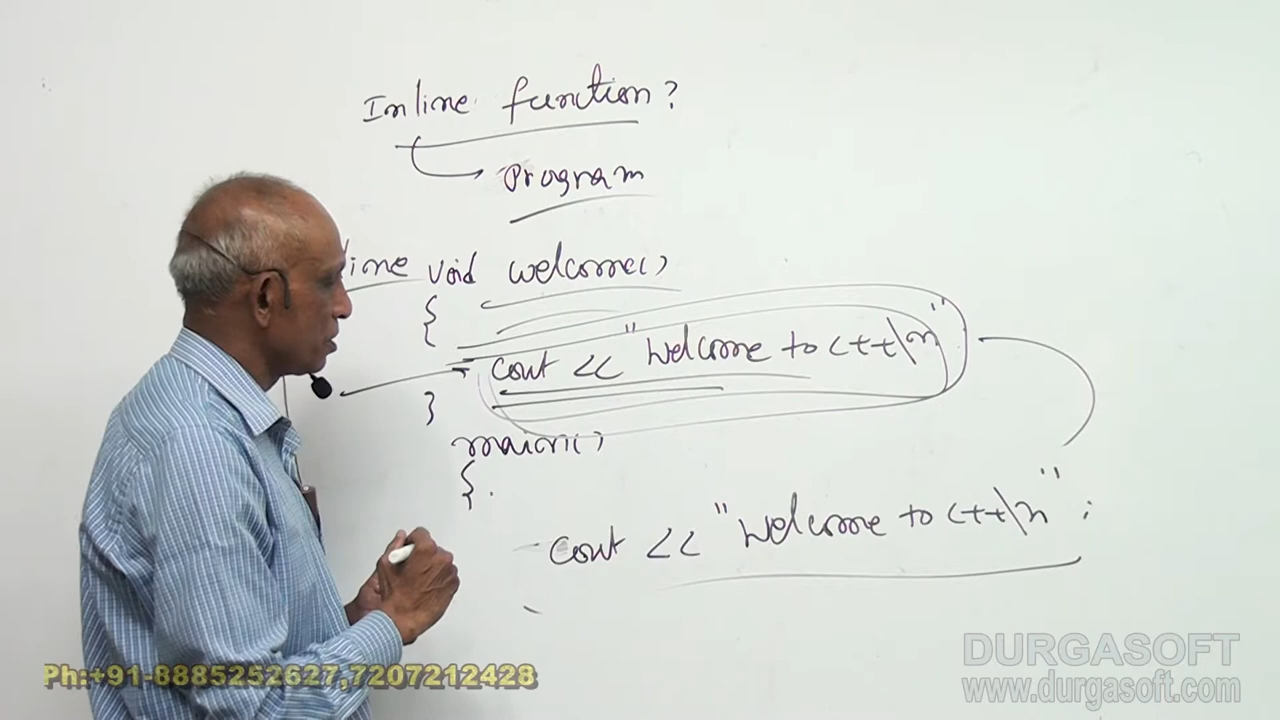 Inline function?
Program
line void welcome()
{
cout << "Welcome to C++\n"
}
main()
{
cout << "Welcome to C++\n";
Ph:+91-8885252627,7207212428
DURGASOFT
www.durgasoft.com